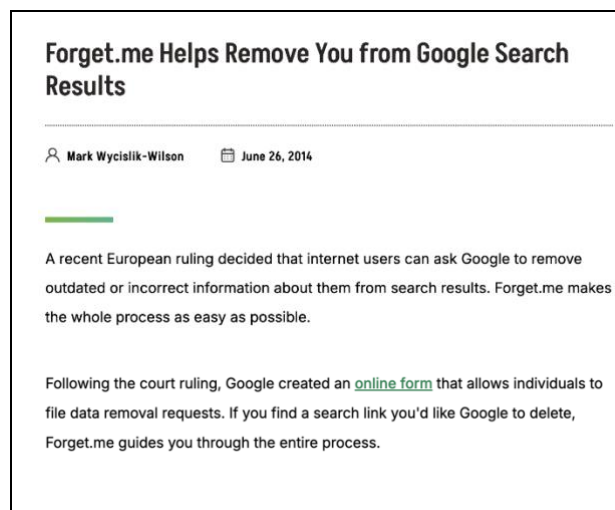 Forget.me Helps Remove You from Google Search
Results
Mark Wycislik-Wilson June 26, 2014
A recent European ruling decided that internet users can ask Google to remove
outdated or incorrect information about them from search results. Forget.me makes
the whole process as easy as possible.
Following the court ruling, Google created an online form that allows individuals to
file data removal requests. If you find a search link you'd like Google to delete,
Forget.me guides you through the entire process.